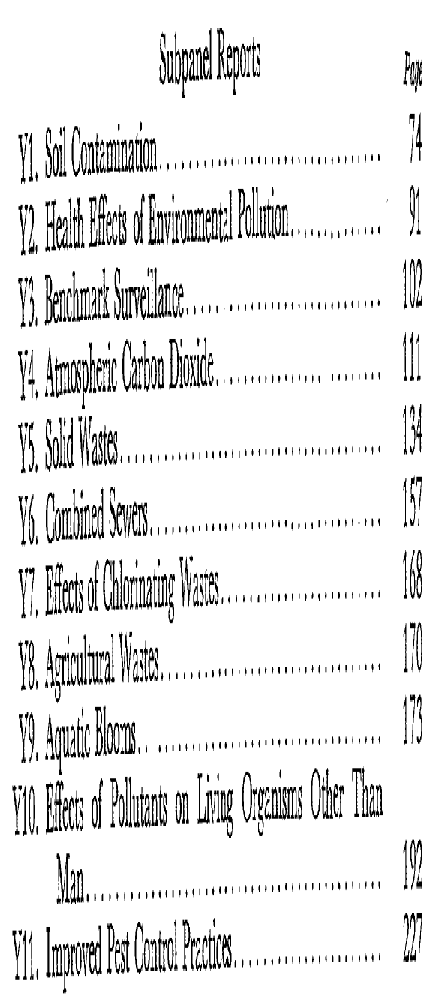 Subpanel Reports
Page
Y1. Soil Contamination............................ 74
Y2. Health Effects of Environmental Pollution............ 91
Y3. Benchmark Surveillance.......................... 102
Y4. Atmospheric Carbon Dioxide...................... 111
Y5. Solid Wastes.................................. 134
Y6. Combined Sewers............................... 157
Y7. Effects of Chlorinating Wastes...................... 168
Y8. Agricultural Wastes.............................. 170
Y9. Aquatic Blooms.. .............................. 173
Y10. Effects of Pollutants on Living Organisms Other Than
Man........................................ 192
Y11. Improved Pest Control Practices.................... 227